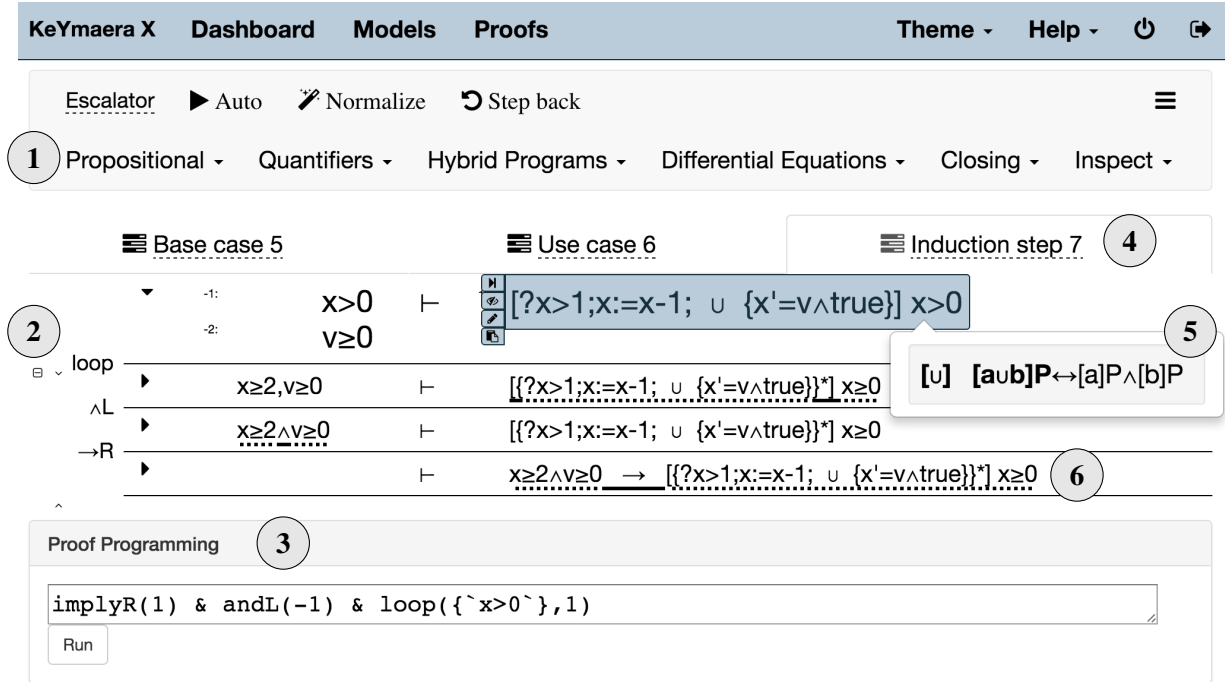 KeYmaera X Dashboard Models Proofs Theme Help
Escalator Auto Normalize Step back
1 Propositional Quantifiers Hybrid Programs Differential Equations Closing Inspect
Base case 5 Use case 6 Induction step 7 4
-1: x>0 ⊢ [?x>1;x:=x-1; ∪ {x'=v∧true}] x>0
-2: v≥0
2
5
loop
[∪] [a∪b]P↔[a]P∧[b]P
x≥2,v≥0 ⊢ [{?x>1;x:=x-1; ∪ {x'=v∧true}}*] x≥0
∧L
x≥2∧v≥0 ⊢ [{?x>1;x:=x-1; ∪ {x'=v∧true}}*] x≥0
→R
⊢ x≥2∧v≥0 → [{?x>1;x:=x-1; ∪ {x'=v∧true}}*] x≥0 6
Proof Programming 3
implyR(1) & andL(-1) & loop({`x>0`},1)
Run